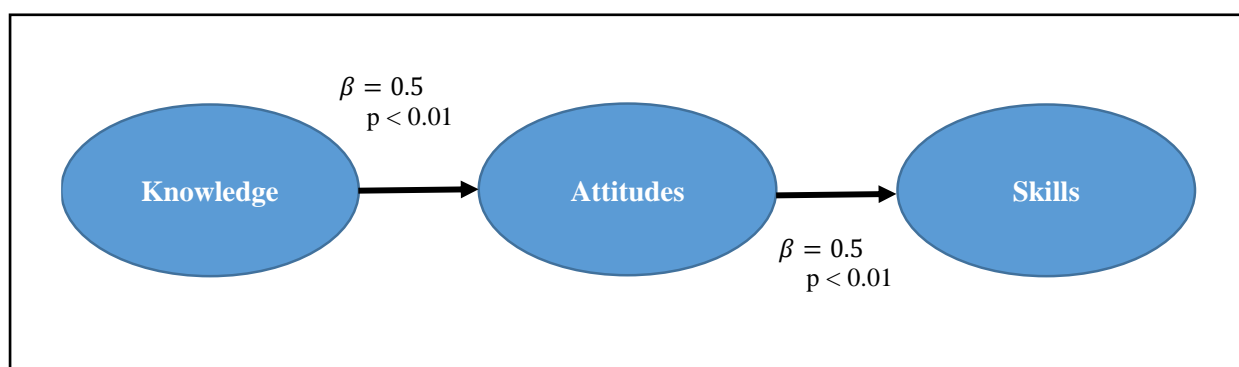 𝛽 = 0.5
p < 0.01
Knowledge
Attitudes
Skills
𝛽 = 0.5
p < 0.01